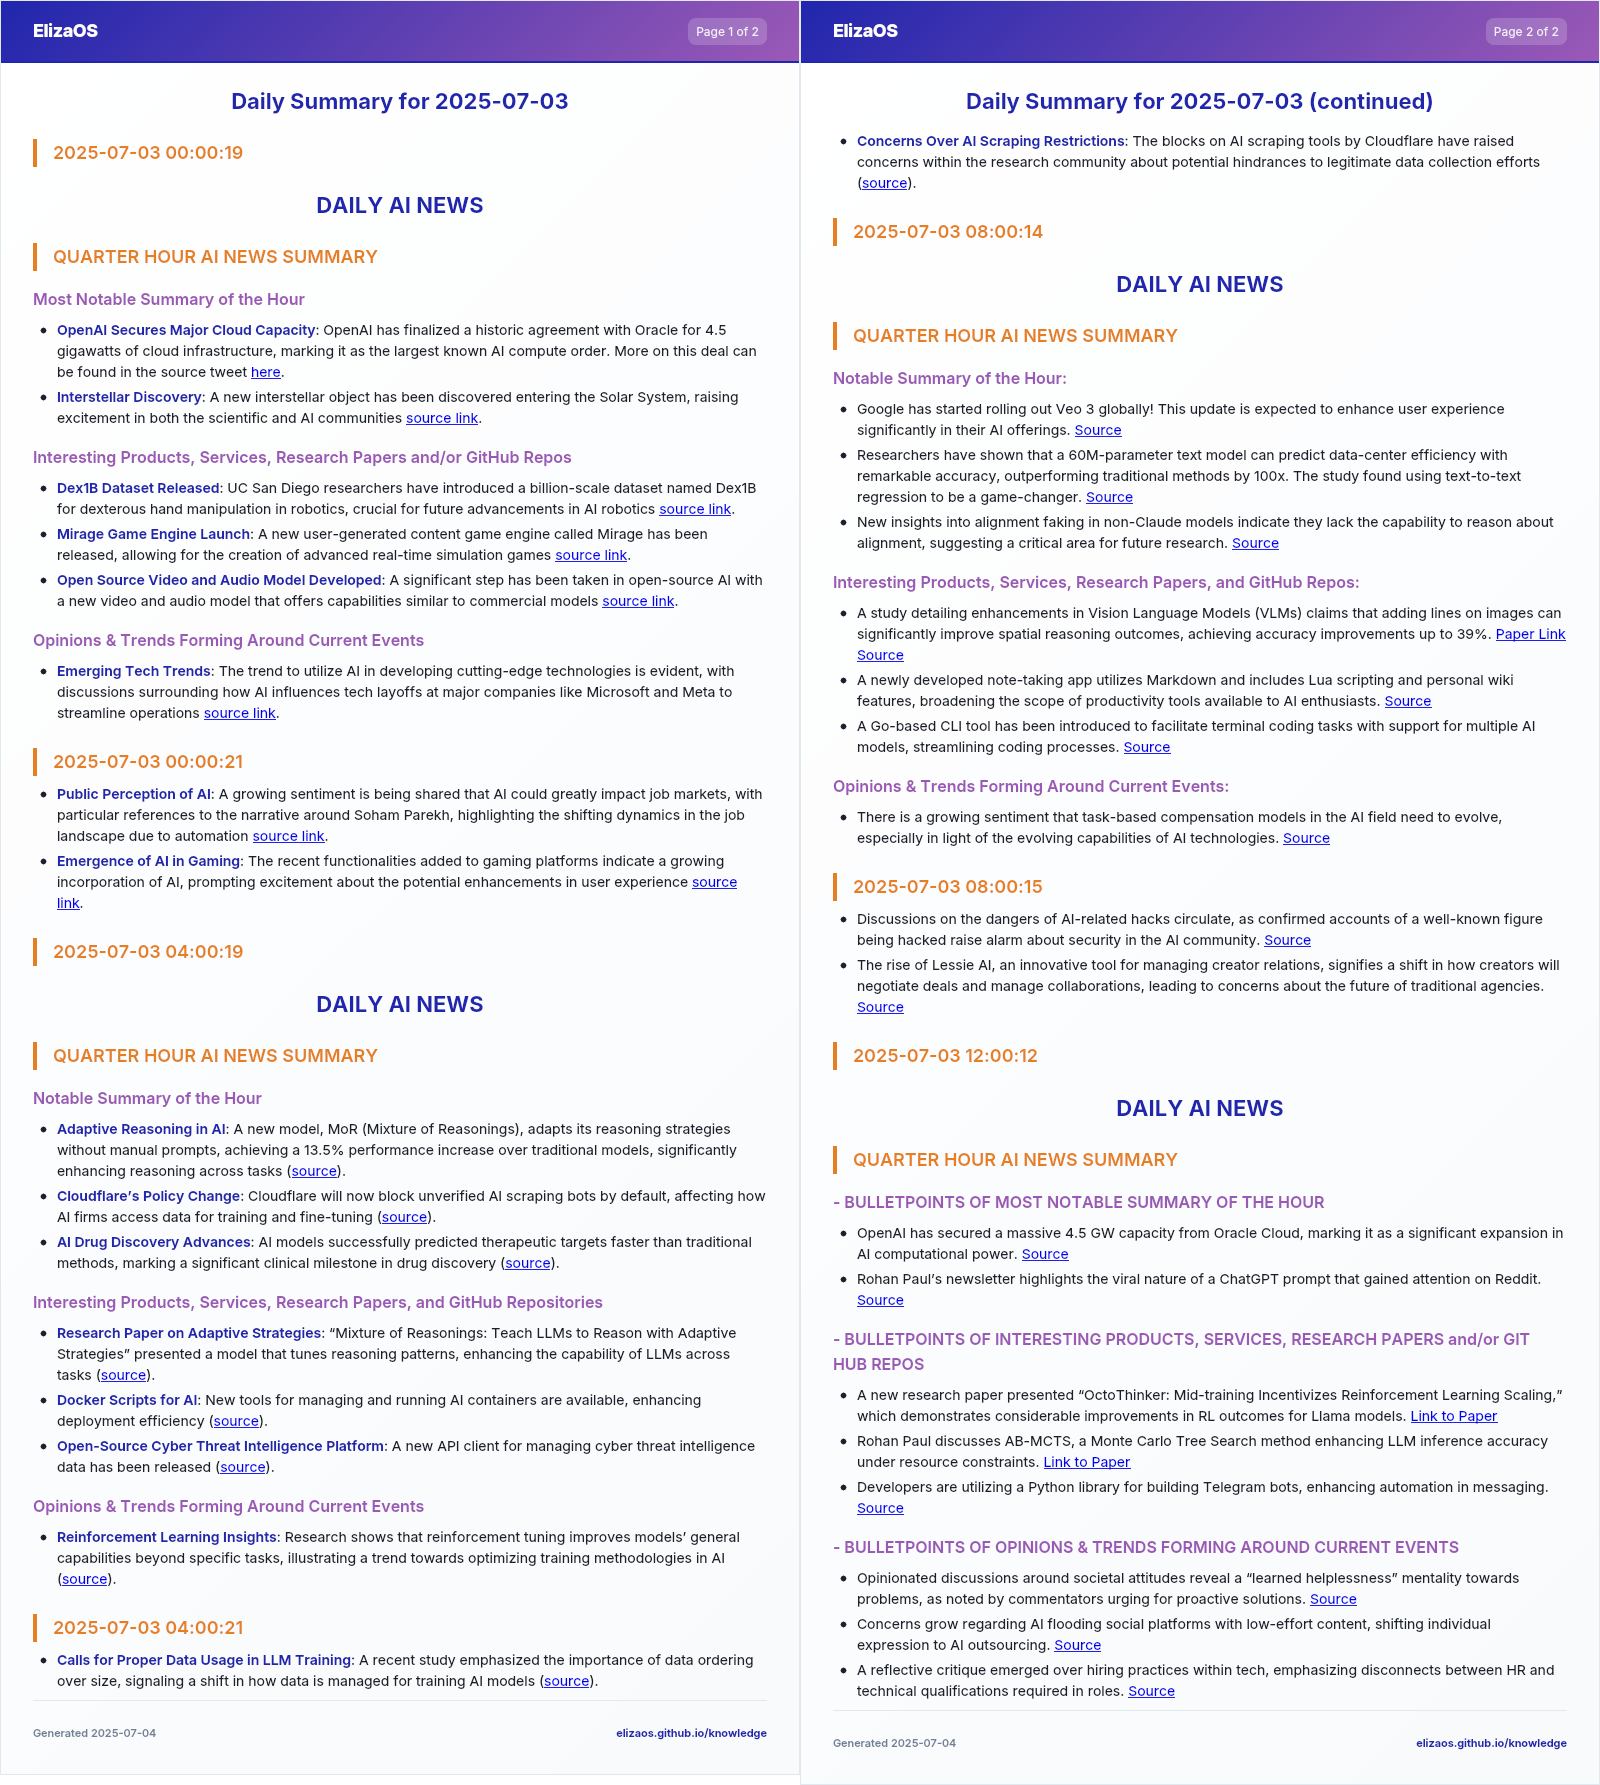 ElizaOS
Page 1 of 2
Daily Summary for 2025-07-03
2025-07-03 00:00:19
DAILY AI NEWS
QUARTER HOUR AI NEWS SUMMARY
Most Notable Summary of the Hour
• OpenAI Secures Major Cloud Capacity: OpenAI has finalized a historic agreement with Oracle for 4.5
gigawatts of cloud infrastructure, marking it as the largest known AI compute order. More on this deal can
be found in the source tweet here.
• Interstellar Discovery: A new interstellar object has been discovered entering the Solar System, raising
excitement in both the scientific and AI communities source link.
Interesting Products, Services, Research Papers and/or GitHub Repos
• Dex1B Dataset Released: UC San Diego researchers have introduced a billion-scale dataset named Dex1B
for dexterous hand manipulation in robotics, crucial for future advancements in AI robotics source link.
• Mirage Game Engine Launch: A new user-generated content game engine called Mirage has been
released, allowing for the creation of advanced real-time simulation games source link.
• Open Source Video and Audio Model Developed: A significant step has been taken in open-source AI with
a new video and audio model that offers capabilities similar to commercial models source link.
Opinions & Trends Forming Around Current Events
• Emerging Tech Trends: The trend to utilize AI in developing cutting-edge technologies is evident, with
discussions surrounding how AI influences tech layoffs at major companies like Microsoft and Meta to
streamline operations source link.
2025-07-03 00:00:21
• Public Perception of AI: A growing sentiment is being shared that AI could greatly impact job markets, with
particular references to the narrative around Soham Parekh, highlighting the shifting dynamics in the job
landscape due to automation source link.
• Emergence of AI in Gaming: The recent functionalities added to gaming platforms indicate a growing
incorporation of AI, prompting excitement about the potential enhancements in user experience source
link.
2025-07-03 04:00:19
DAILY AI NEWS
QUARTER HOUR AI NEWS SUMMARY
Notable Summary of the Hour
• Adaptive Reasoning in AI: A new model, MoR (Mixture of Reasonings), adapts its reasoning strategies
without manual prompts, achieving a 13.5% performance increase over traditional models, significantly
enhancing reasoning across tasks (source).
• Cloudflare’s Policy Change: Cloudflare will now block unverified AI scraping bots by default, affecting how
AI firms access data for training and fine-tuning (source).
• AI Drug Discovery Advances: AI models successfully predicted therapeutic targets faster than traditional
methods, marking a significant clinical milestone in drug discovery (source).
Interesting Products, Services, Research Papers, and GitHub Repositories
• Research Paper on Adaptive Strategies: “Mixture of Reasonings: Teach LLMs to Reason with Adaptive
Strategies” presented a model that tunes reasoning patterns, enhancing the capability of LLMs across
tasks (source).
• Docker Scripts for AI: New tools for managing and running AI containers are available, enhancing
deployment efficiency (source).
• Open-Source Cyber Threat Intelligence Platform: A new API client for managing cyber threat intelligence
data has been released (source).
Opinions & Trends Forming Around Current Events
• Reinforcement Learning Insights: Research shows that reinforcement tuning improves models’ general
capabilities beyond specific tasks, illustrating a trend towards optimizing training methodologies in AI
(source).
2025-07-03 04:00:21
• Calls for Proper Data Usage in LLM Training: A recent study emphasized the importance of data ordering
over size, signaling a shift in how data is managed for training AI models (source).
Generated 2025-07-04
elizaos.github.io/knowledge
ElizaOS
Page 2 of 2
Daily Summary for 2025-07-03 (continued)
• Concerns Over AI Scraping Restrictions: The blocks on AI scraping tools by Cloudflare have raised
concerns within the research community about potential hindrances to legitimate data collection efforts
(source).
2025-07-03 08:00:14
DAILY AI NEWS
QUARTER HOUR AI NEWS SUMMARY
Notable Summary of the Hour:
• Google has started rolling out Veo 3 globally! This update is expected to enhance user experience
significantly in their AI offerings. Source
• Researchers have shown that a 60M-parameter text model can predict data-center efficiency with
remarkable accuracy, outperforming traditional methods by 100x. The study found using text-to-text
regression to be a game-changer. Source
• New insights into alignment faking in non-Claude models indicate they lack the capability to reason about
alignment, suggesting a critical area for future research. Source
Interesting Products, Services, Research Papers, and GitHub Repos:
• A study detailing enhancements in Vision Language Models (VLMs) claims that adding lines on images can
significantly improve spatial reasoning outcomes, achieving accuracy improvements up to 39%. Paper Link
Source
• A newly developed note-taking app utilizes Markdown and includes Lua scripting and personal wiki
features, broadening the scope of productivity tools available to AI enthusiasts. Source
• A Go-based CLI tool has been introduced to facilitate terminal coding tasks with support for multiple AI
models, streamlining coding processes. Source
Opinions & Trends Forming Around Current Events:
• There is a growing sentiment that task-based compensation models in the AI field need to evolve,
especially in light of the evolving capabilities of AI technologies. Source
2025-07-03 08:00:15
• Discussions on the dangers of AI-related hacks circulate, as confirmed accounts of a well-known figure
being hacked raise alarm about security in the AI community. Source
• The rise of Lessie AI, an innovative tool for managing creator relations, signifies a shift in how creators will
negotiate deals and manage collaborations, leading to concerns about the future of traditional agencies.
Source
2025-07-03 12:00:12
DAILY AI NEWS
QUARTER HOUR AI NEWS SUMMARY
- BULLETPOINTS OF MOST NOTABLE SUMMARY OF THE HOUR
• OpenAI has secured a massive 4.5 GW capacity from Oracle Cloud, marking it as a significant expansion in
AI computational power. Source
• Rohan Paul’s newsletter highlights the viral nature of a ChatGPT prompt that gained attention on Reddit.
Source
- BULLETPOINTS OF INTERESTING PRODUCTS, SERVICES, RESEARCH PAPERS and/or GIT
HUB REPOS
• A new research paper presented “OctoThinker: Mid-training Incentivizes Reinforcement Learning Scaling,”
which demonstrates considerable improvements in RL outcomes for Llama models. Link to Paper
• Rohan Paul discusses AB-MCTS, a Monte Carlo Tree Search method enhancing LLM inference accuracy
under resource constraints. Link to Paper
• Developers are utilizing a Python library for building Telegram bots, enhancing automation in messaging.
Source
- BULLETPOINTS OF OPINIONS & TRENDS FORMING AROUND CURRENT EVENTS
• Opinionated discussions around societal attitudes reveal a “learned helplessness” mentality towards
problems, as noted by commentators urging for proactive solutions. Source
• Concerns grow regarding AI flooding social platforms with low-effort content, shifting individual
expression to AI outsourcing. Source
• A reflective critique emerged over hiring practices within tech, emphasizing disconnects between HR and
technical qualifications required in roles. Source
Generated 2025-07-04
elizaos.github.io/knowledge